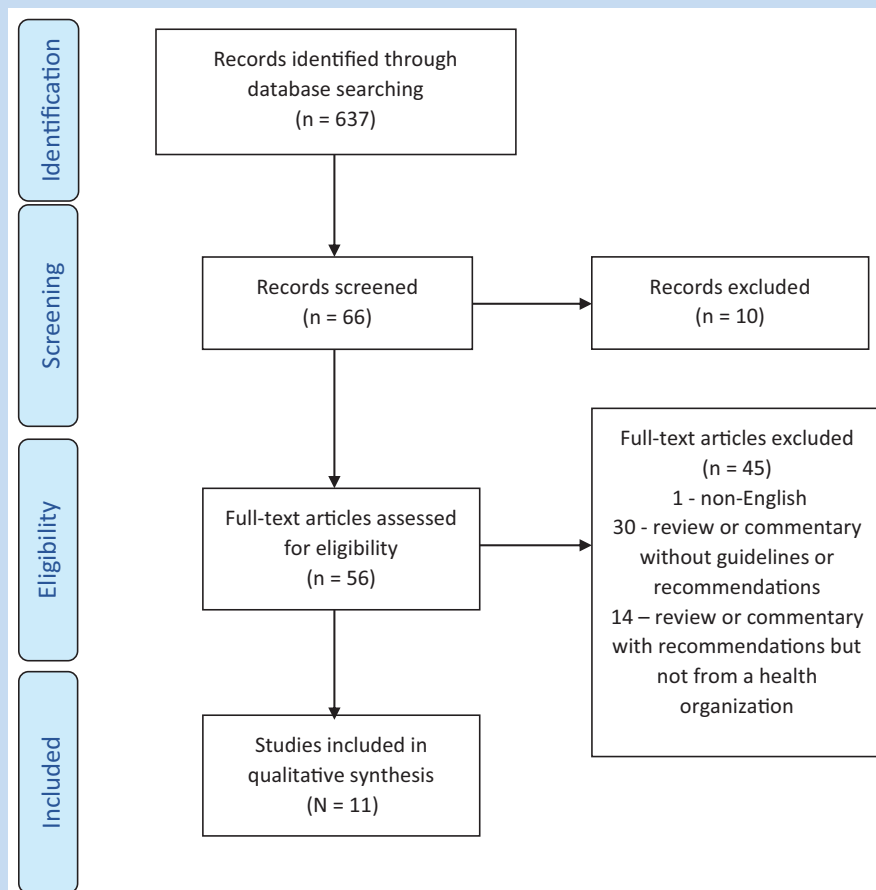 Identification
Records identified through
database searching
(n = 637)
Screening
Records screened
(n = 66)
Records excluded
(n = 10)
Eligibility
Full-text articles assessed
for eligibility
(n = 56)
Full-text articles excluded
(n = 45)
1 - non-English
30 - review or commentary
without guidelines or
recommendations
14 – review or commentary
with recommendations but
not from a health
organization
Included
Studies included in
qualitative synthesis
(N = 11)